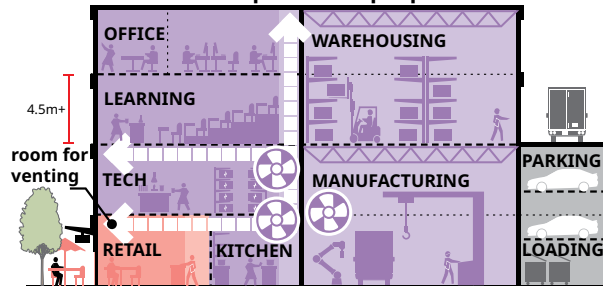 OFFICE
WAREHOUSING
LEARNING
4.5m+
room for
venting
TECH
MANUFACTURING
PARKING
RETAIL
KITCHEN
LOADING